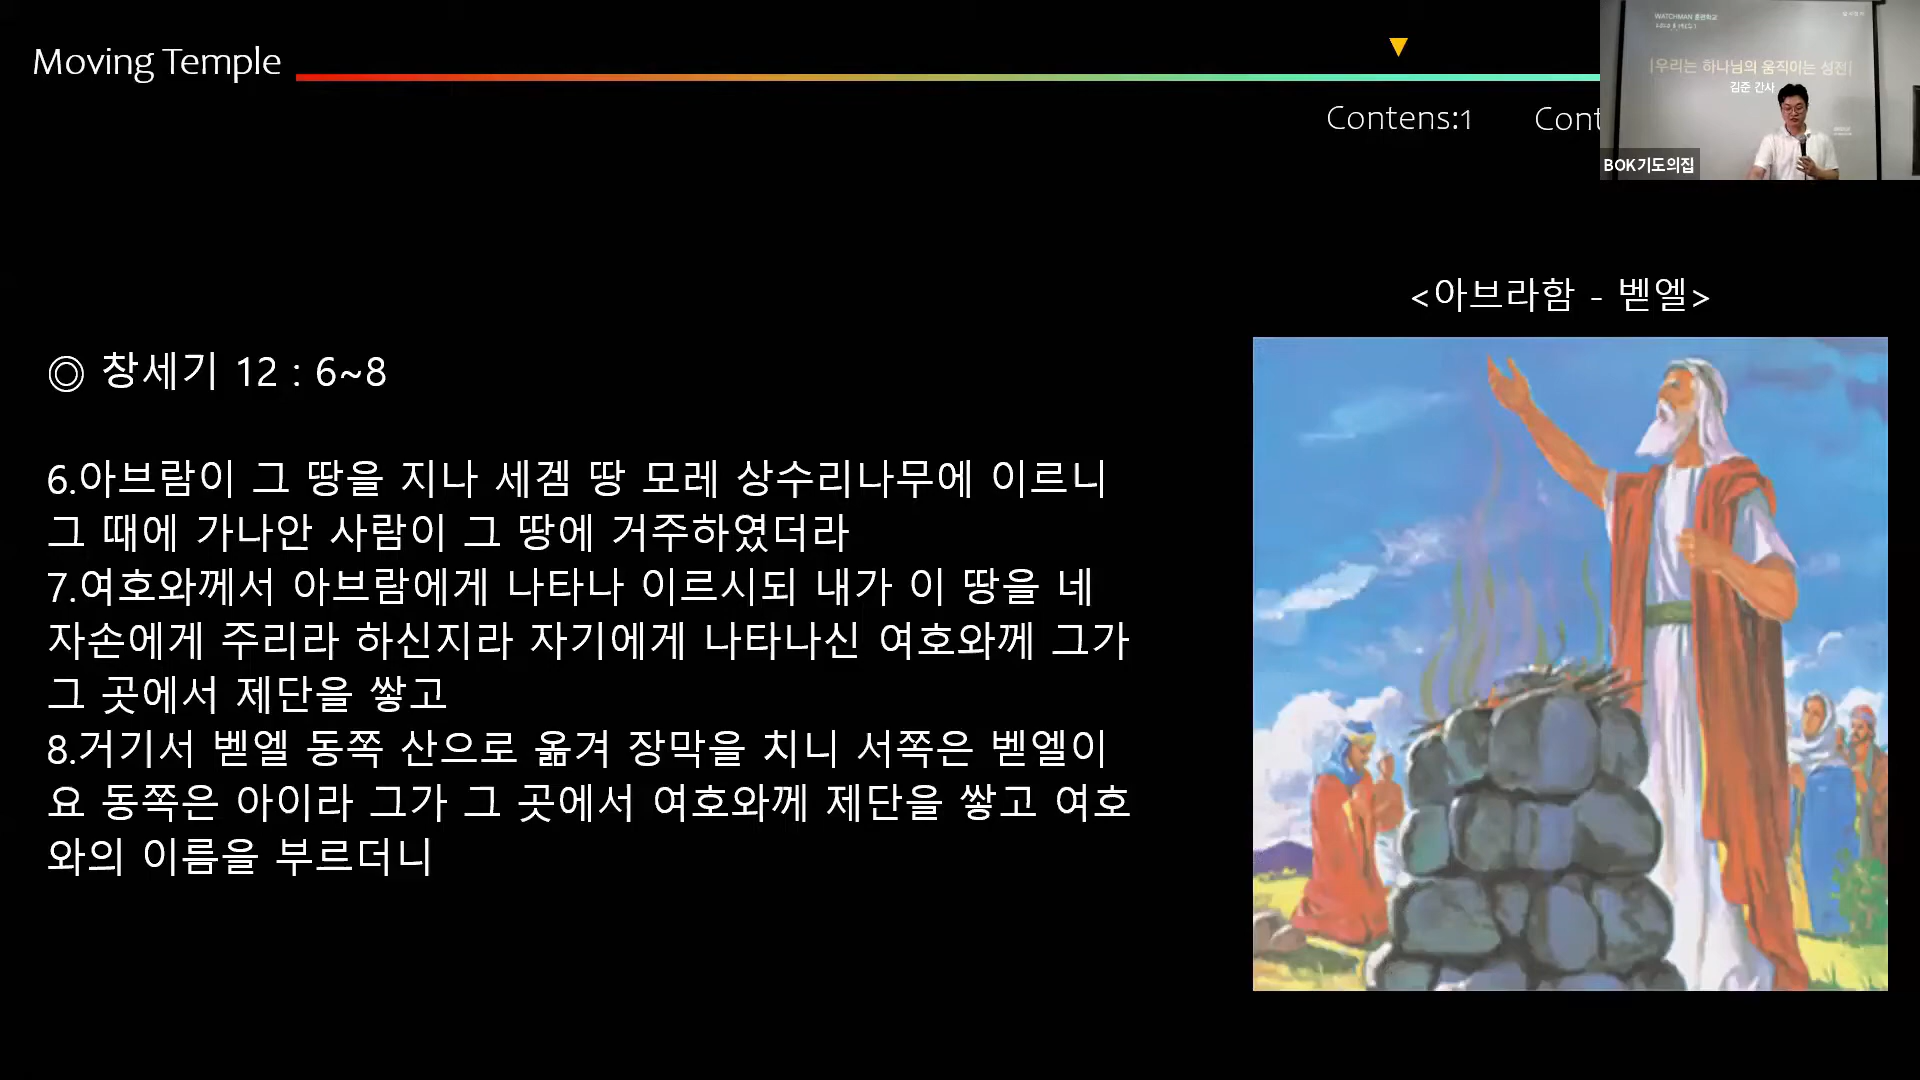 Moving Temple
Contens:1
Cont
WATCHMAN 훈련학교
|우리는 하나님의 움직이는 성전|
김준 간사
BOK기도의집
<아브라함 - 벧엘>
◎ 창세기 12 : 6~8
6.아브람이 그 땅을 지나 세겜 땅 모레 상수리나무에 이르니
그 때에 가나안 사람이 그 땅에 거주하였더라
7.여호와께서 아브람에게 나타나 이르시되 내가 이 땅을 네
자손에게 주리라 하신지라 자기에게 나타나신 여호와께 그가
그 곳에서 제단을 쌓고
8.거기서 벧엘 동쪽 산으로 옮겨 장막을 치니 서쪽은 벧엘이
요 동쪽은 아이라 그가 그 곳에서 여호와께 제단을 쌓고 여호
와의 이름을 부르더니